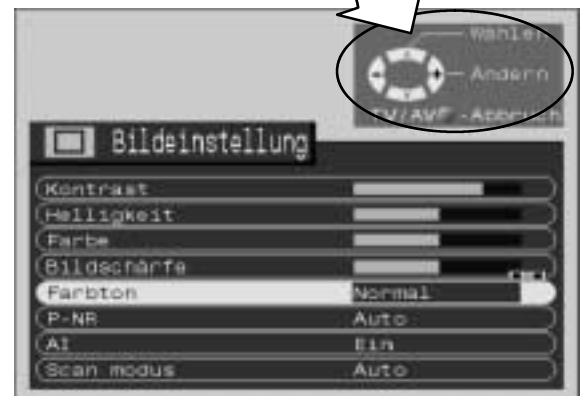 Wählen
Ändern
TV/AV -Abbruch
Bildeinstellung
Kontrast
Helligkeit
Farbe
Bildschärfe
Farbton Normal
P-NR Auto
AI Ein
Scan modus Auto